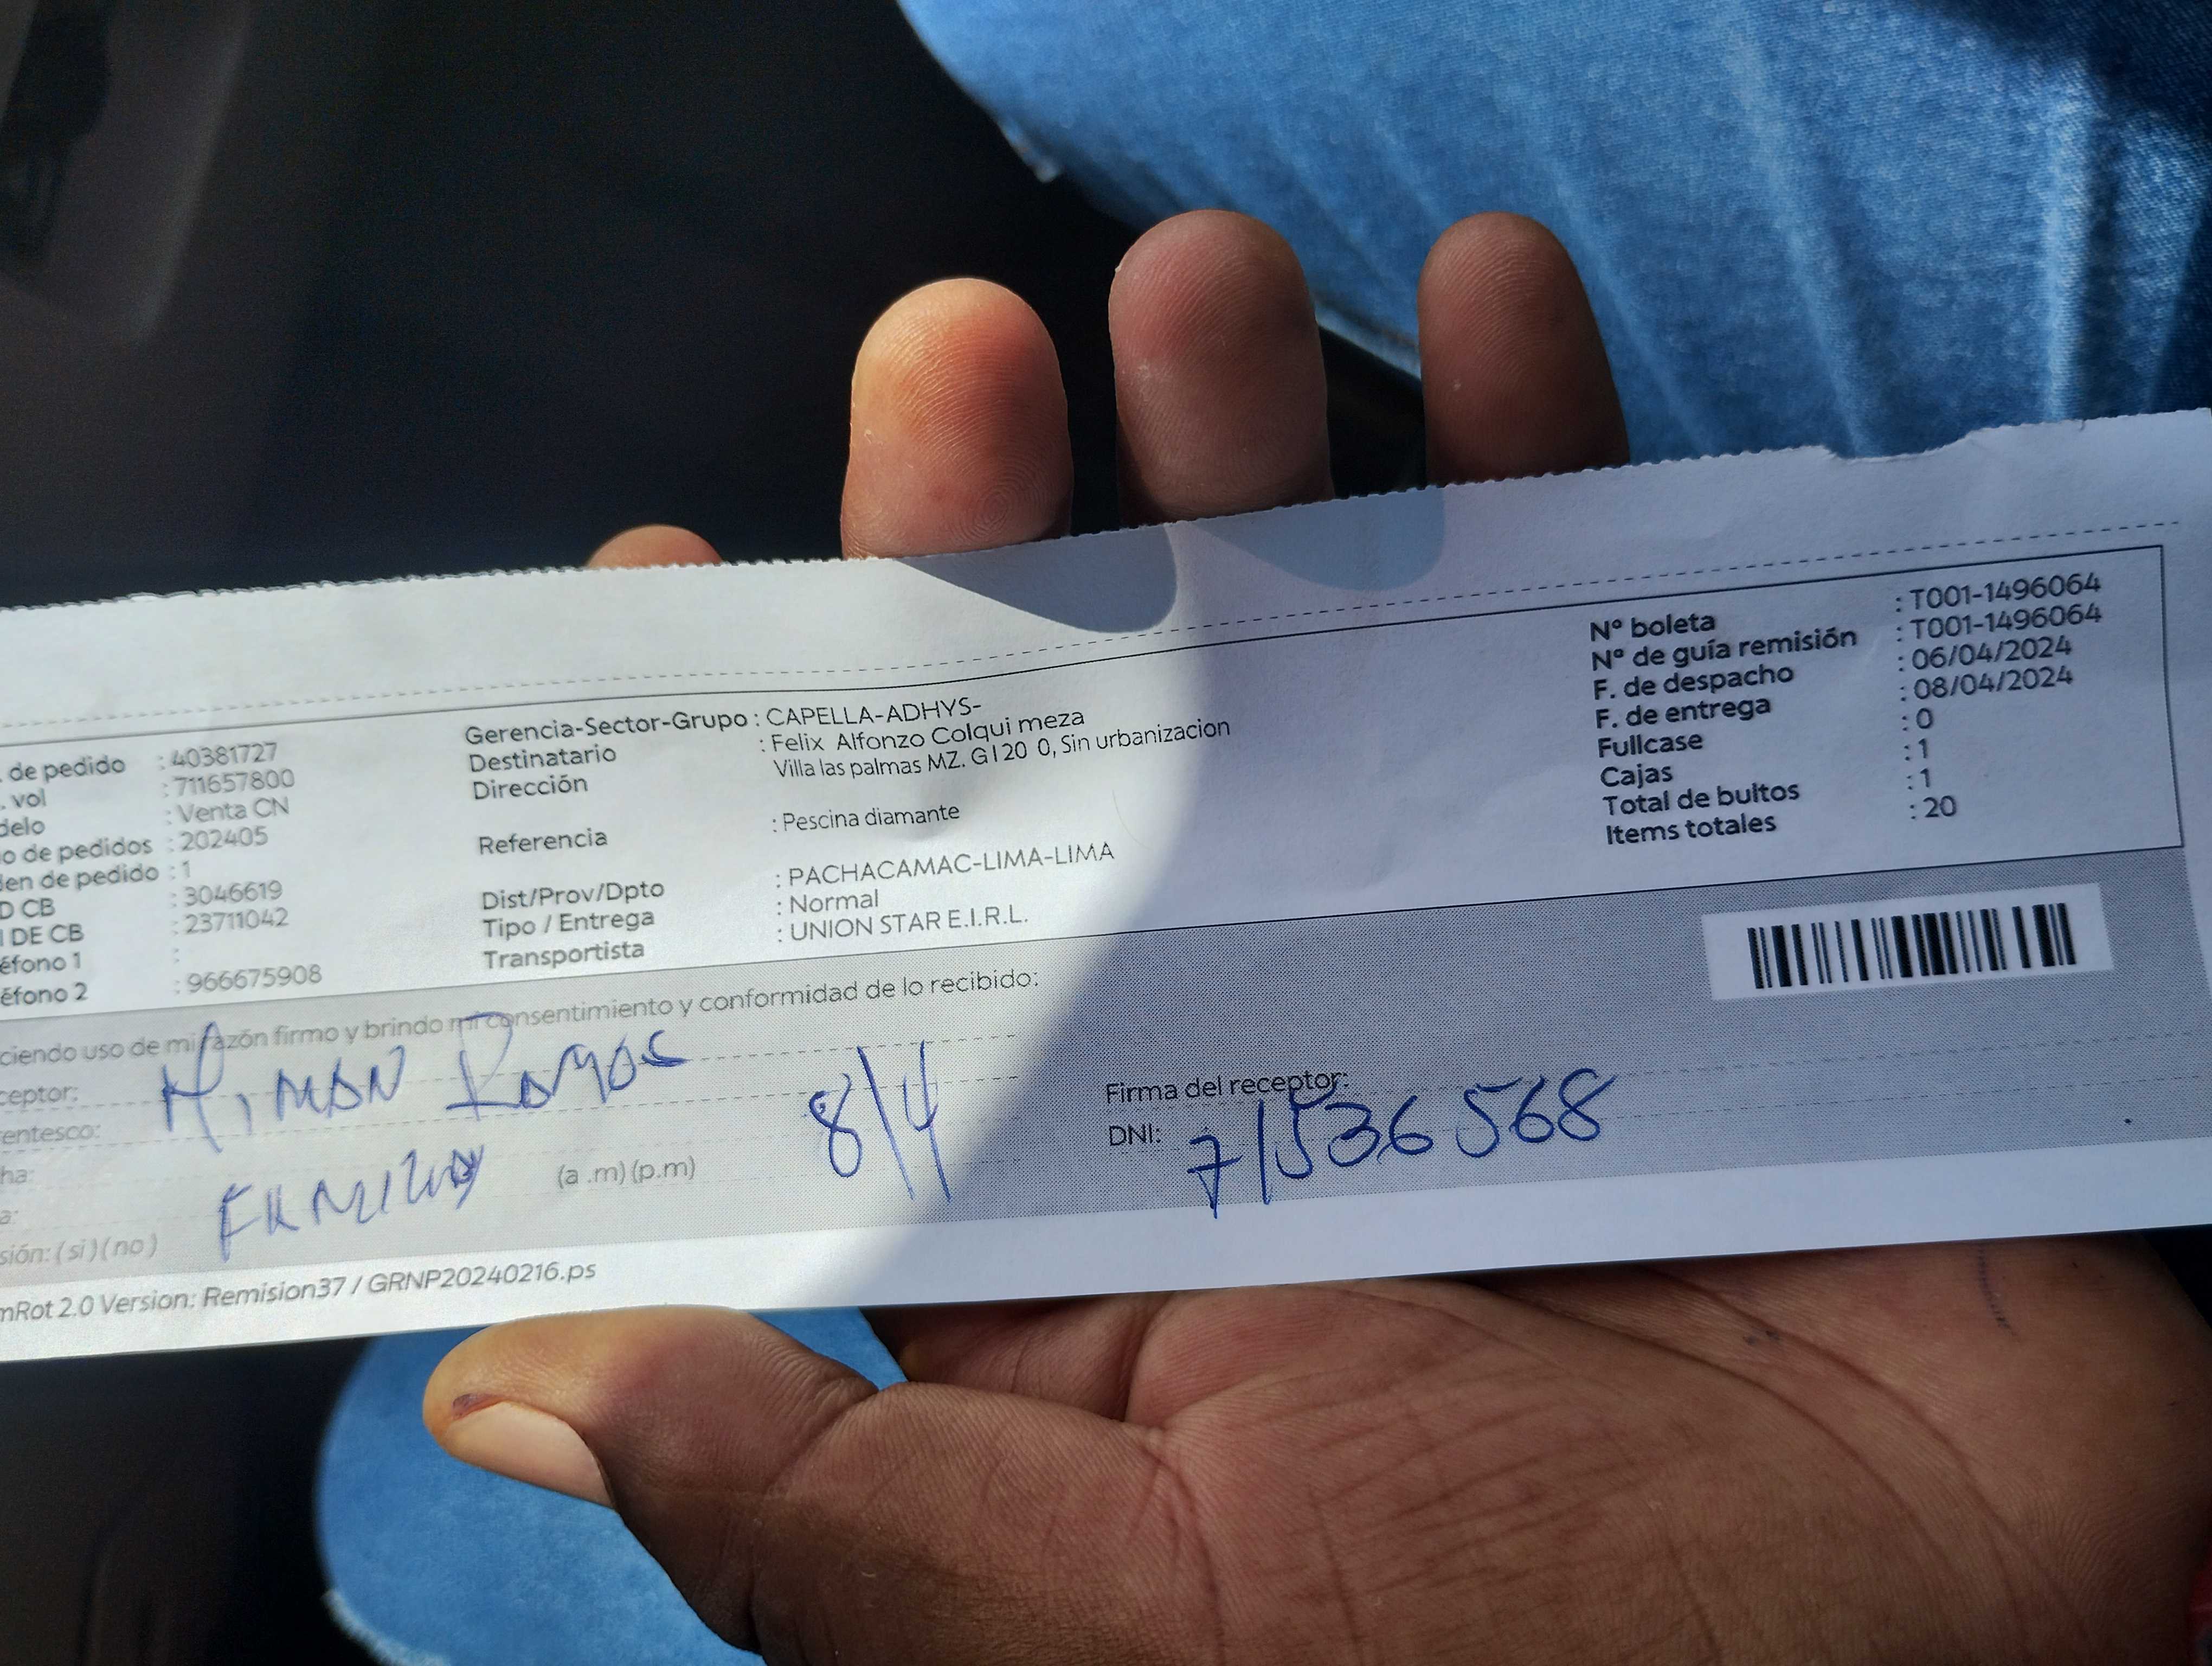 . de pedido : 40381727
. vol : 711657800
delo : Venta CN
o de pedidos : 202405
den de pedido : 1
D CB : 3046619
I DE CB : 23711042
éfono 1 :
éfono 2 : 966675908
Gerencia-Sector-Grupo : CAPELLA-ADHYS-
Destinatario : Felix Alfonzo Colqui meza
Dirección Villa las palmas MZ. G120 0, Sin urbanizacion
Referencia : Pescina diamante
Dist/Prov/Dpto : PACHACAMAC-LIMA-LIMA
Tipo / Entrega : Normal
Transportista : UNION STAR E.I.R.L.
Nº boleta : T001-1496064
Nº de guía remisión : T001-1496064
F. de despacho : 06/04/2024
F. de entrega : 08/04/2024
Fullcase : 0
Cajas : 1
Total de bultos : 1
Items totales : 20
ciendo uso de mi razón firmo y brindo mi consentimiento y conformidad de lo recibido:
ceptor: Ramos
entesco:
ha: 8/4
a: (a .m) (p.m)
sión: ( si ) ( no )
Firma del receptor:
DNI: 71536568
mRot 2.0 Version: Remision37 / GRNP20240216.ps